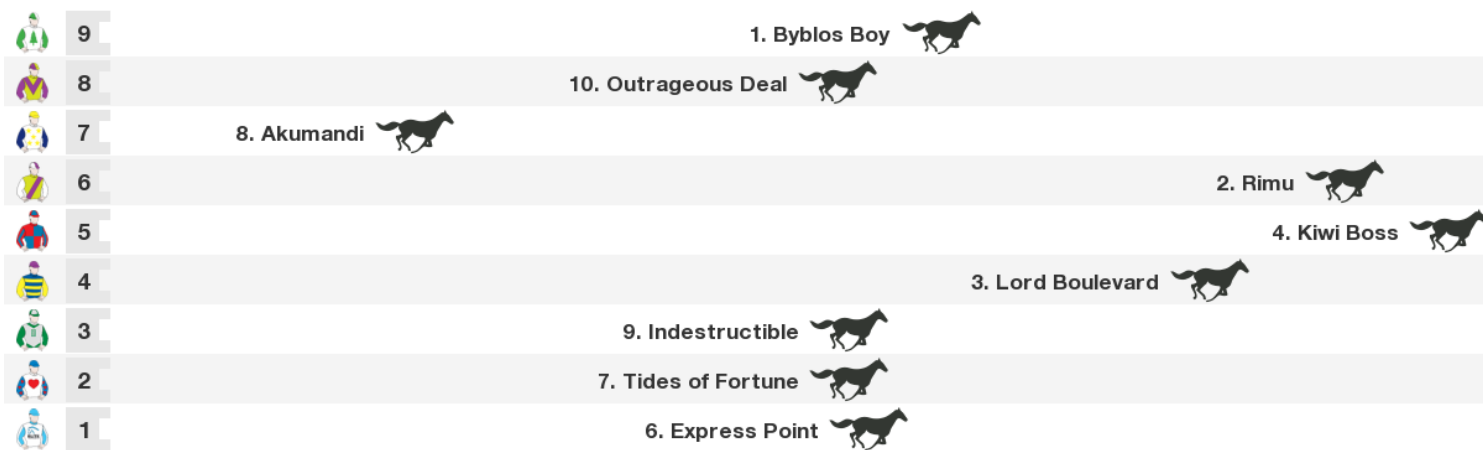 9 1. Byblos Boy
8 10. Outrageous Deal
7 8. Akumandi
6 2. Rimu
5 4. Kiwi Boss
4 3. Lord Boulevard
3 9. Indestructible
2 7. Tides of Fortune
1 6. Express Point